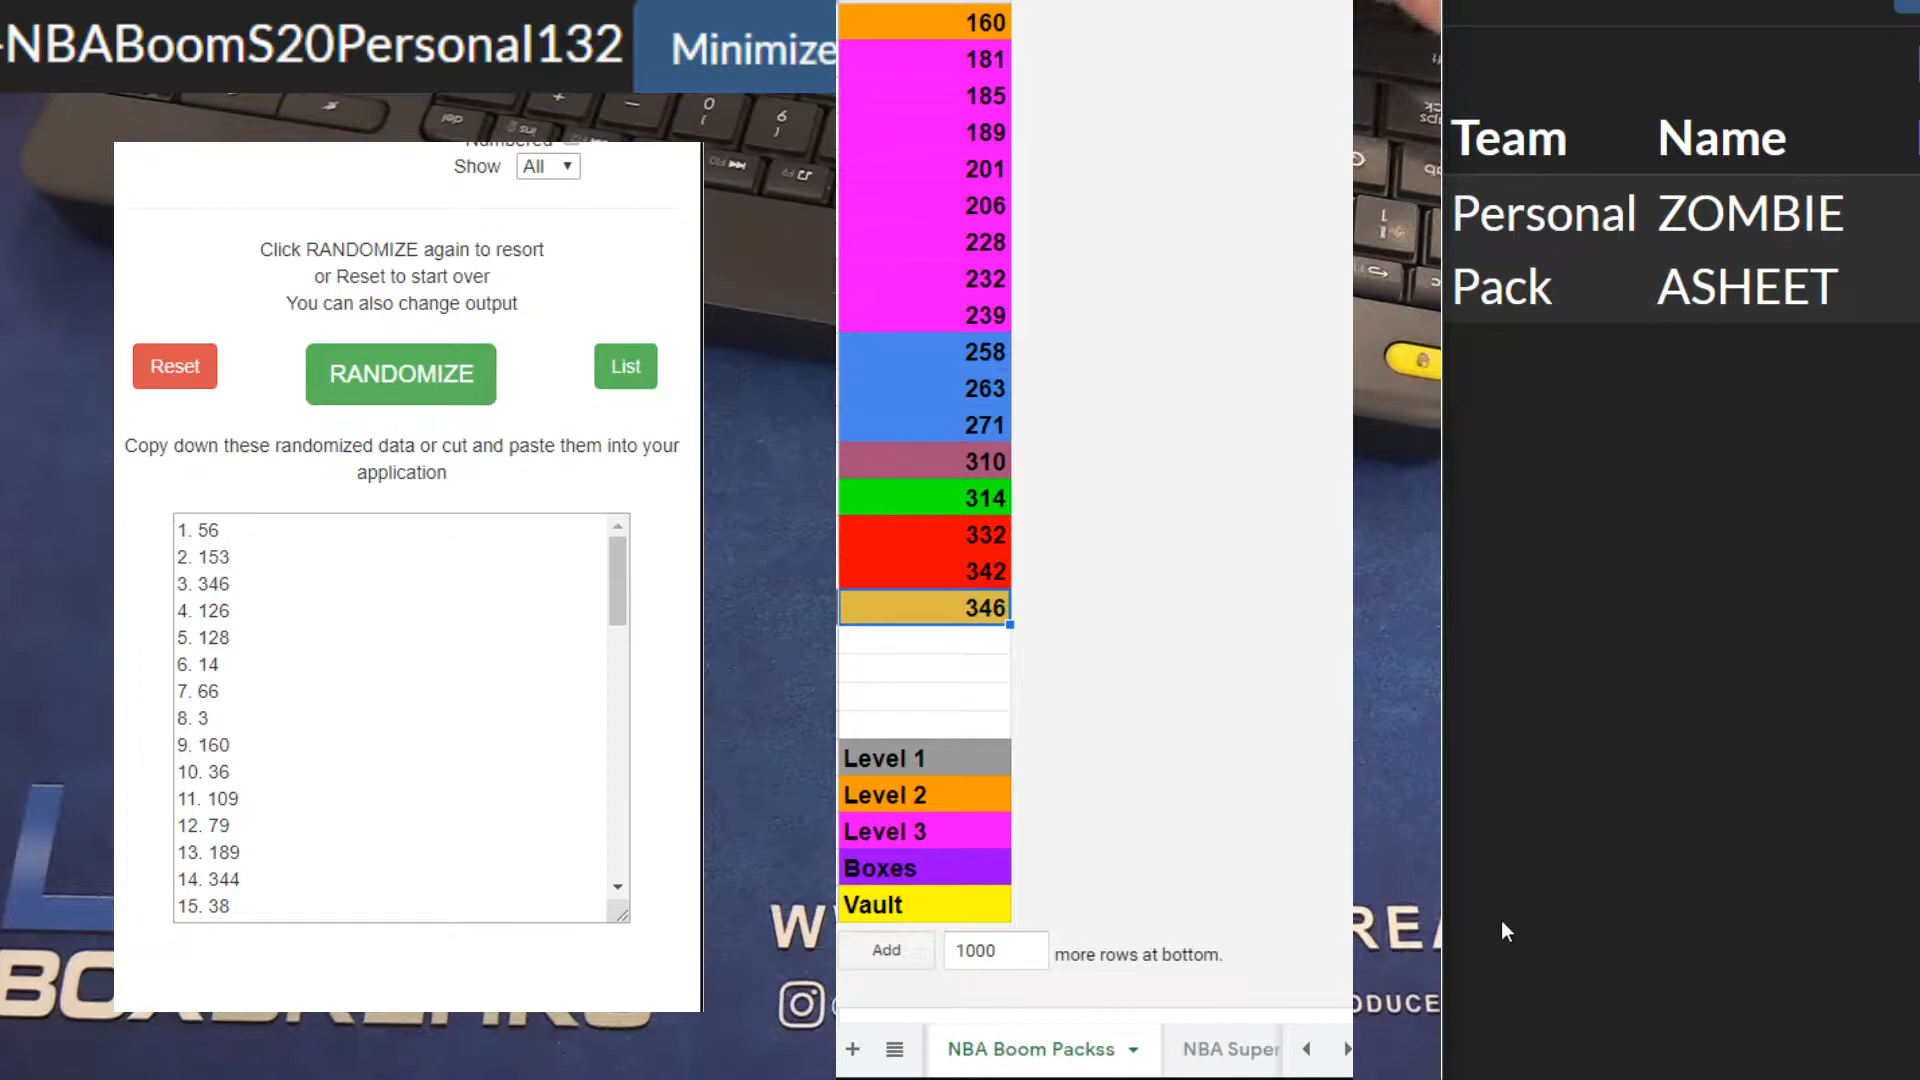 -NBABoomS20Personal132
Minimize
Show All
Click RANDOMIZE again to resort
or Reset to start over
You can also change output
Reset
RANDOMIZE
List
Copy down these randomized data or cut and paste them into your
application
1. 56
2. 153
3. 346
4. 126
5. 128
6. 14
7. 66
8. 3
9. 160
10. 36
11. 109
12. 79
13. 189
14. 344
15. 38
160
181
185
189
201
206
228
232
239
258
263
271
310
314
332
342
346
Level 1
Level 2
Level 3
Boxes
Vault
Add 1000 more rows at bottom.
NBA Boom Packss
NBA Super
Team Name
Personal ZOMBIE
Pack ASHEET